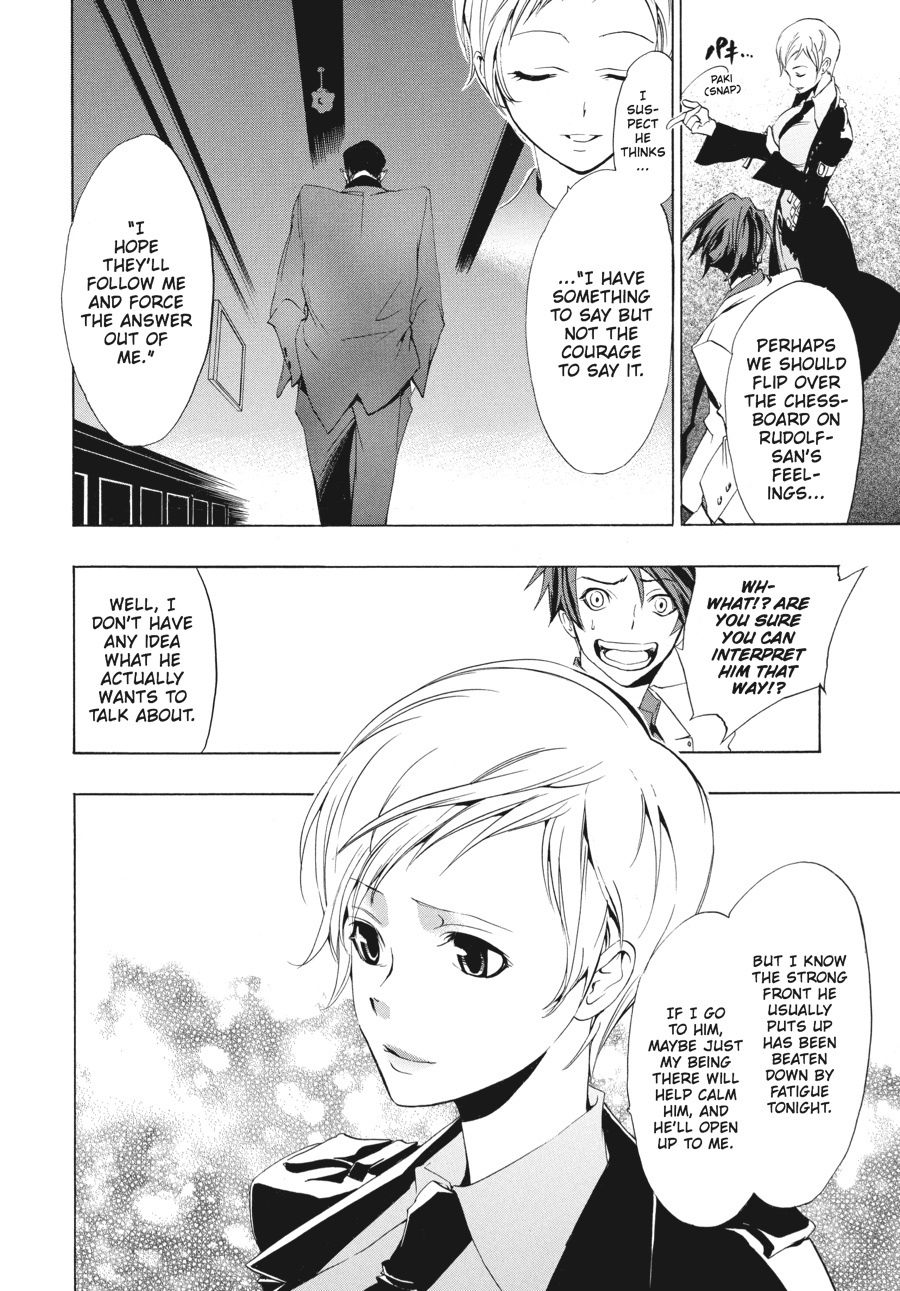 パキ…
PAKI
(SNAP)
PERHAPS
WE SHOULD
FLIP OVER
THE CHESS-
BOARD ON
RUDOLF-
SAN'S
FEEL-
INGS...
I
SUS-
PECT
HE
THINKS
...
..."I HAVE
SOMETHING
TO SAY BUT
NOT THE
COURAGE
TO SAY IT.
"I
HOPE
THEY'LL
FOLLOW ME
AND FORCE
THE ANSWER
OUT OF
ME."
WH-
WHAT!? ARE
YOU SURE
YOU CAN
INTERPRET
HIM THAT
WAY!?
WELL, I
DON'T HAVE
ANY IDEA
WHAT HE
ACTUALLY
WANTS TO
TALK ABOUT.
BUT I KNOW
THE STRONG
FRONT HE
USUALLY
PUTS UP
HAS BEEN
BEATEN
DOWN BY
FATIGUE
TONIGHT.
IF I GO
TO HIM,
MAYBE JUST
MY BEING
THERE WILL
HELP CALM
HIM, AND
HE'LL OPEN
UP TO ME.